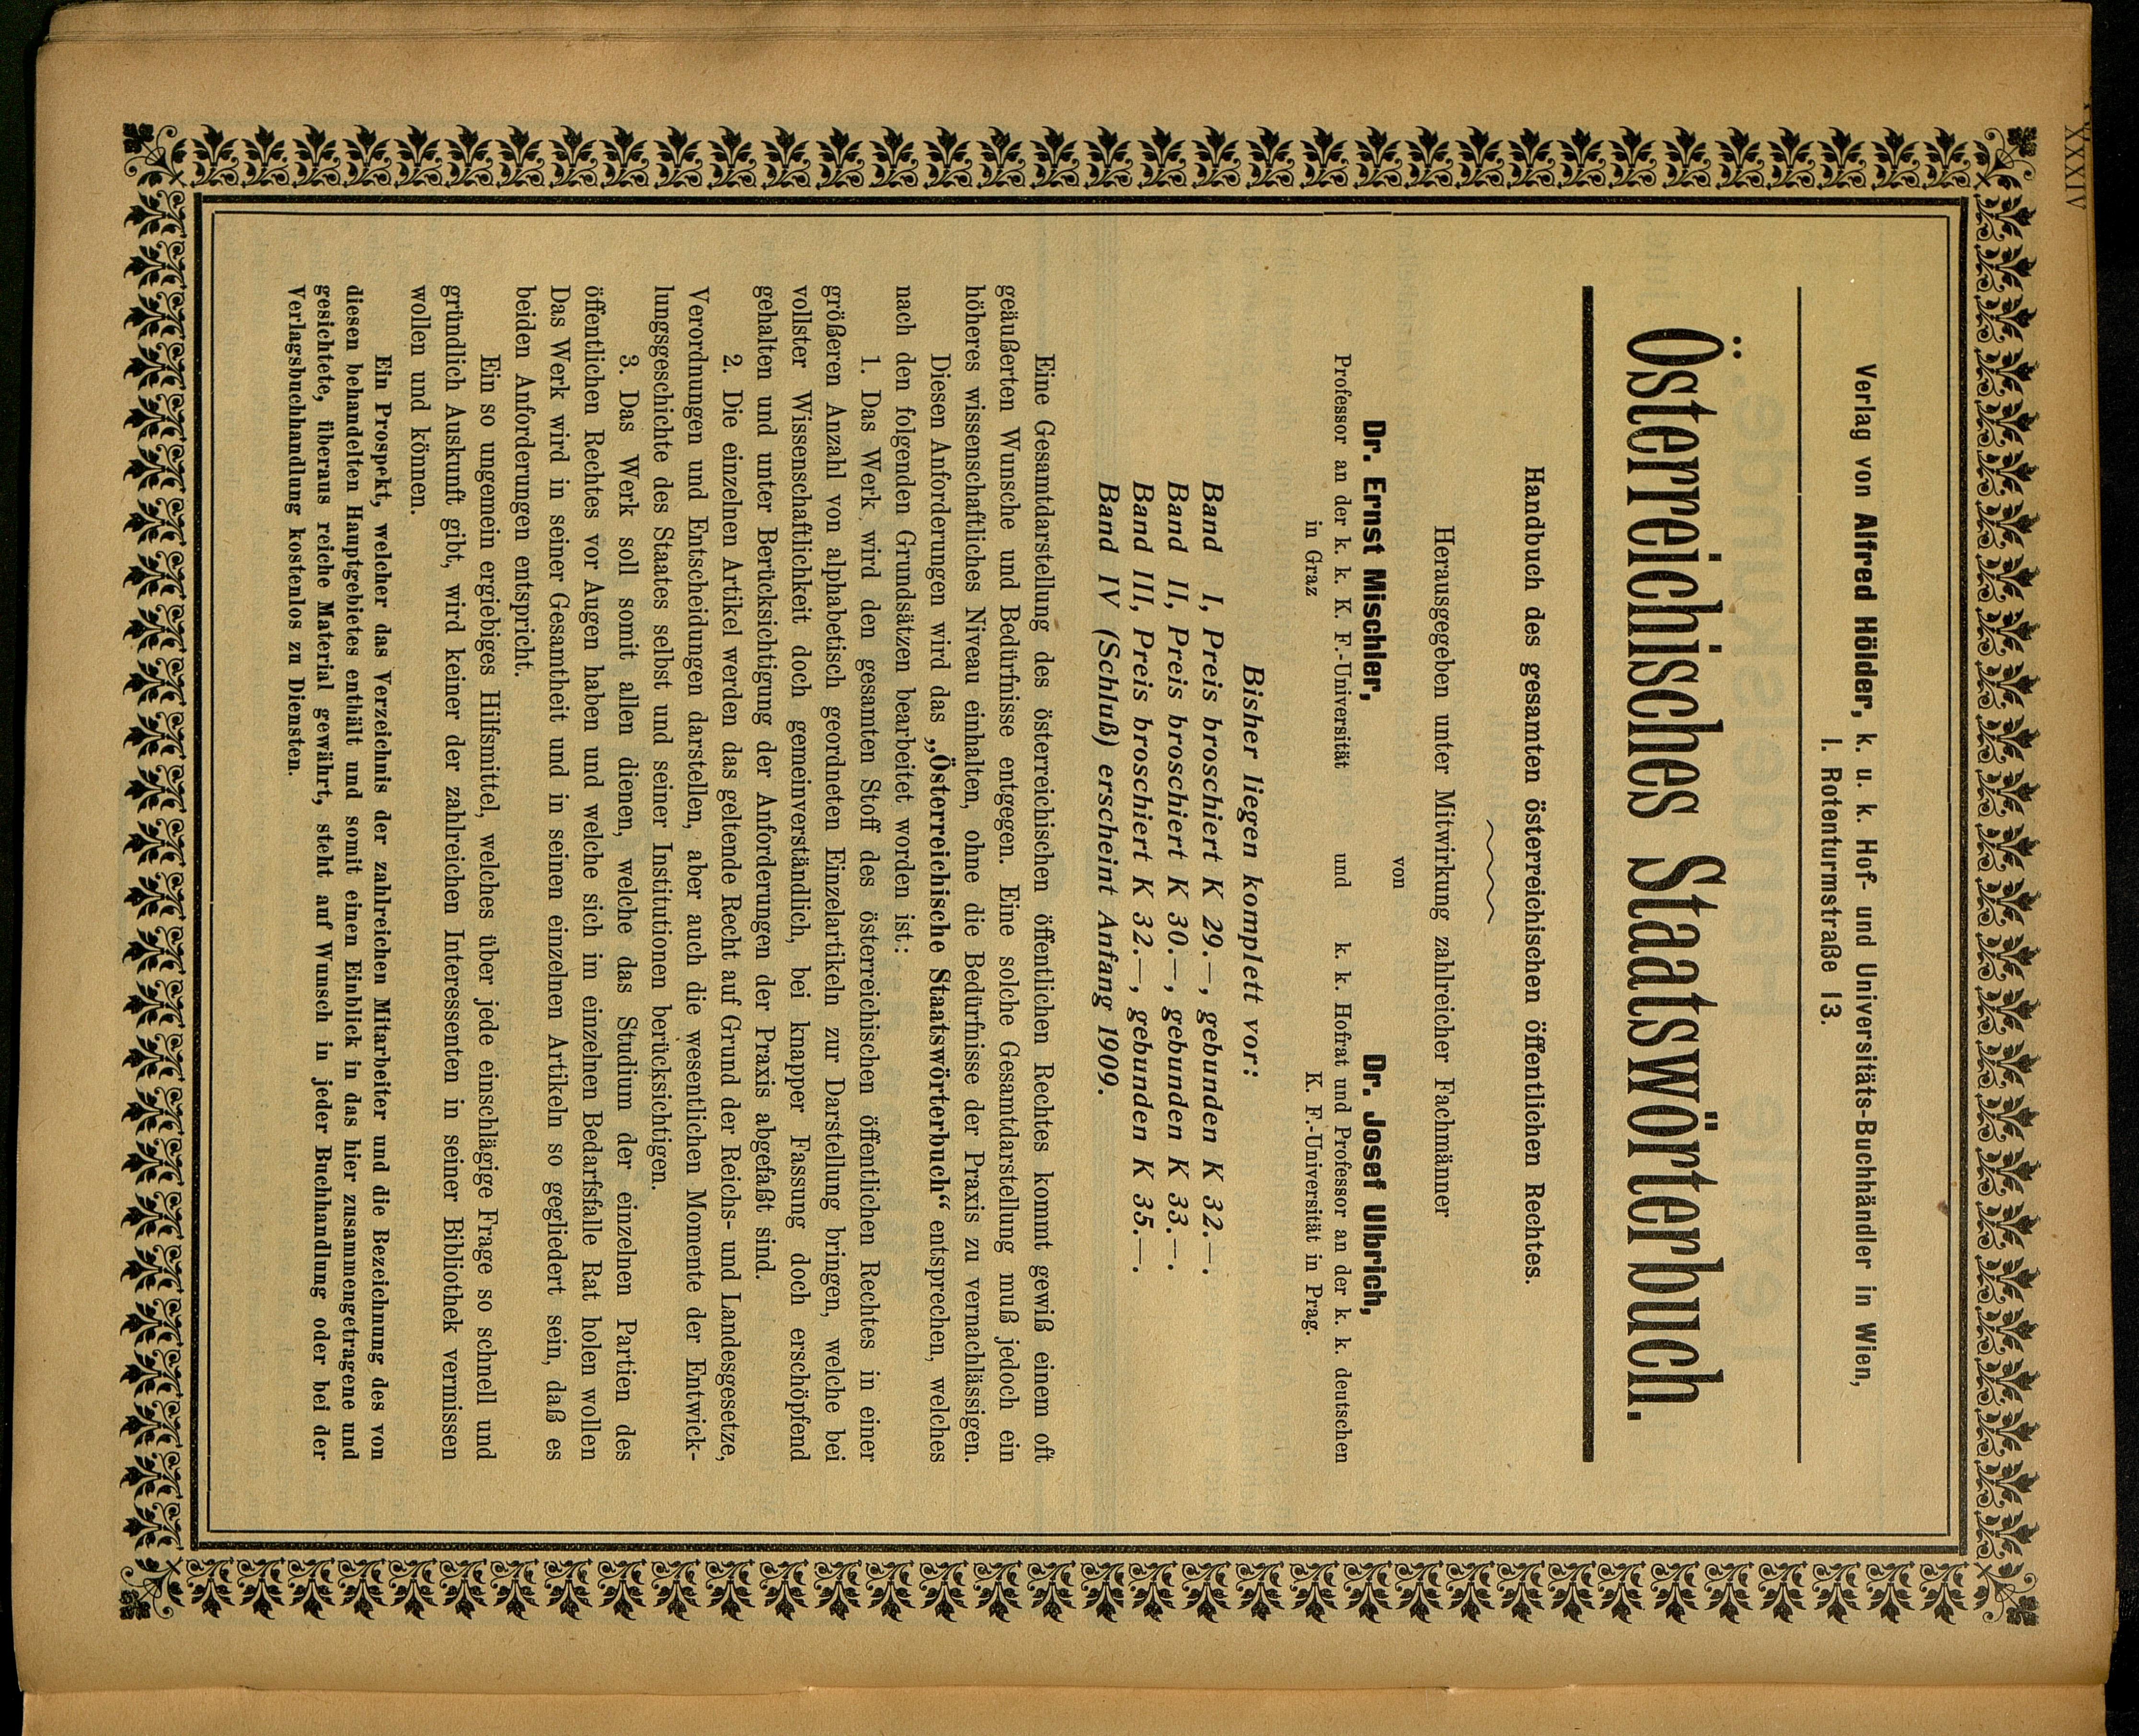 XXXIV
Verlag von Alfred Hölder, k. u. k. Hof- und Universitäts-Buchhändler in Wien,
I. Rotenturmstraße 13.
Österreichisches Staatswörterbuch.
Handbuch des gesamten österreichischen öffentlichen Rechtes.
Herausgegeben unter Mitwirkung zahlreicher Fachmänner
von
Dr. Ernst Mischler, Dr. Josef Ulbrich,
Professor an der k. k. K. F.-Universität und k. k. Hofrat und Professor an der k. k. deutschen
in Graz K. F.-Universität in Prag.
Bisher liegen komplett vor:
Band I, Preis broschiert K 29.—, gebunden K 32.—.
Band II, Preis broschiert K 30.—, gebunden K 33.—.
Band III, Preis broschiert K 32.—, gebunden K 35.—.
Band IV (Schluß) erscheint Anfang 1909.
Eine Gesamtdarstellung des österreichischen öffentlichen Rechtes kommt gewiß einem oft
geäußerten Wunsche und Bedürfnisse entgegen. Eine solche Gesamtdarstellung muß jedoch ein
höheres wissenschaftliches Niveau einhalten, ohne die Bedürfnisse der Praxis zu vernachlässigen.
Diesen Anforderungen wird das „Österreichische Staatswörterbuch“ entsprechen, welches
nach den folgenden Grundsätzen bearbeitet worden ist:
1. Das Werk wird den gesamten Stoff des österreichischen öffentlichen Rechtes in einer
größeren Anzahl von alphabetisch geordneten Einzelartikeln zur Darstellung bringen, welche bei
vollster Wissenschaftlichkeit doch gemeinverständlich, bei knapper Fassung doch erschöpfend
gehalten und unter Berücksichtigung der Anforderungen der Praxis abgefaßt sind.
2. Die einzelnen Artikel werden das geltende Recht auf Grund der Reichs- und Landesgesetze,
Verordnungen und Entscheidungen darstellen, aber auch die wesentlichen Momente der Entwick-
lungsgeschichte des Staates selbst und seiner Institutionen berücksichtigen.
3. Das Werk soll somit allen dienen, welche das Studium der einzelnen Partien des
öffentlichen Rechtes vor Augen haben und welche sich im einzelnen Bedarfsfalle Rat holen wollen
Das Werk wird in seiner Gesamtheit und in seinen einzelnen Artikeln so gegliedert sein, daß es
beiden Anforderungen entspricht.
Ein so ungemein ergiebiges Hilfsmittel, welches über jede einschlägige Frage so schnell und
gründlich Auskunft gibt, wird keiner der zahlreichen Interessenten in seiner Bibliothek vermissen
wollen und können.
Ein Prospekt, welcher das Verzeichnis der zahlreichen Mitarbeiter und die Bezeichnung des von
diesen behandelten Hauptgebietes enthält und somit einen Einblick in das hier zusammengetragene und
gesichtete, überaus reiche Material gewährt, steht auf Wunsch in jeder Buchhandlung oder bei der
Verlagsbuchhandlung kostenlos zu Diensten.